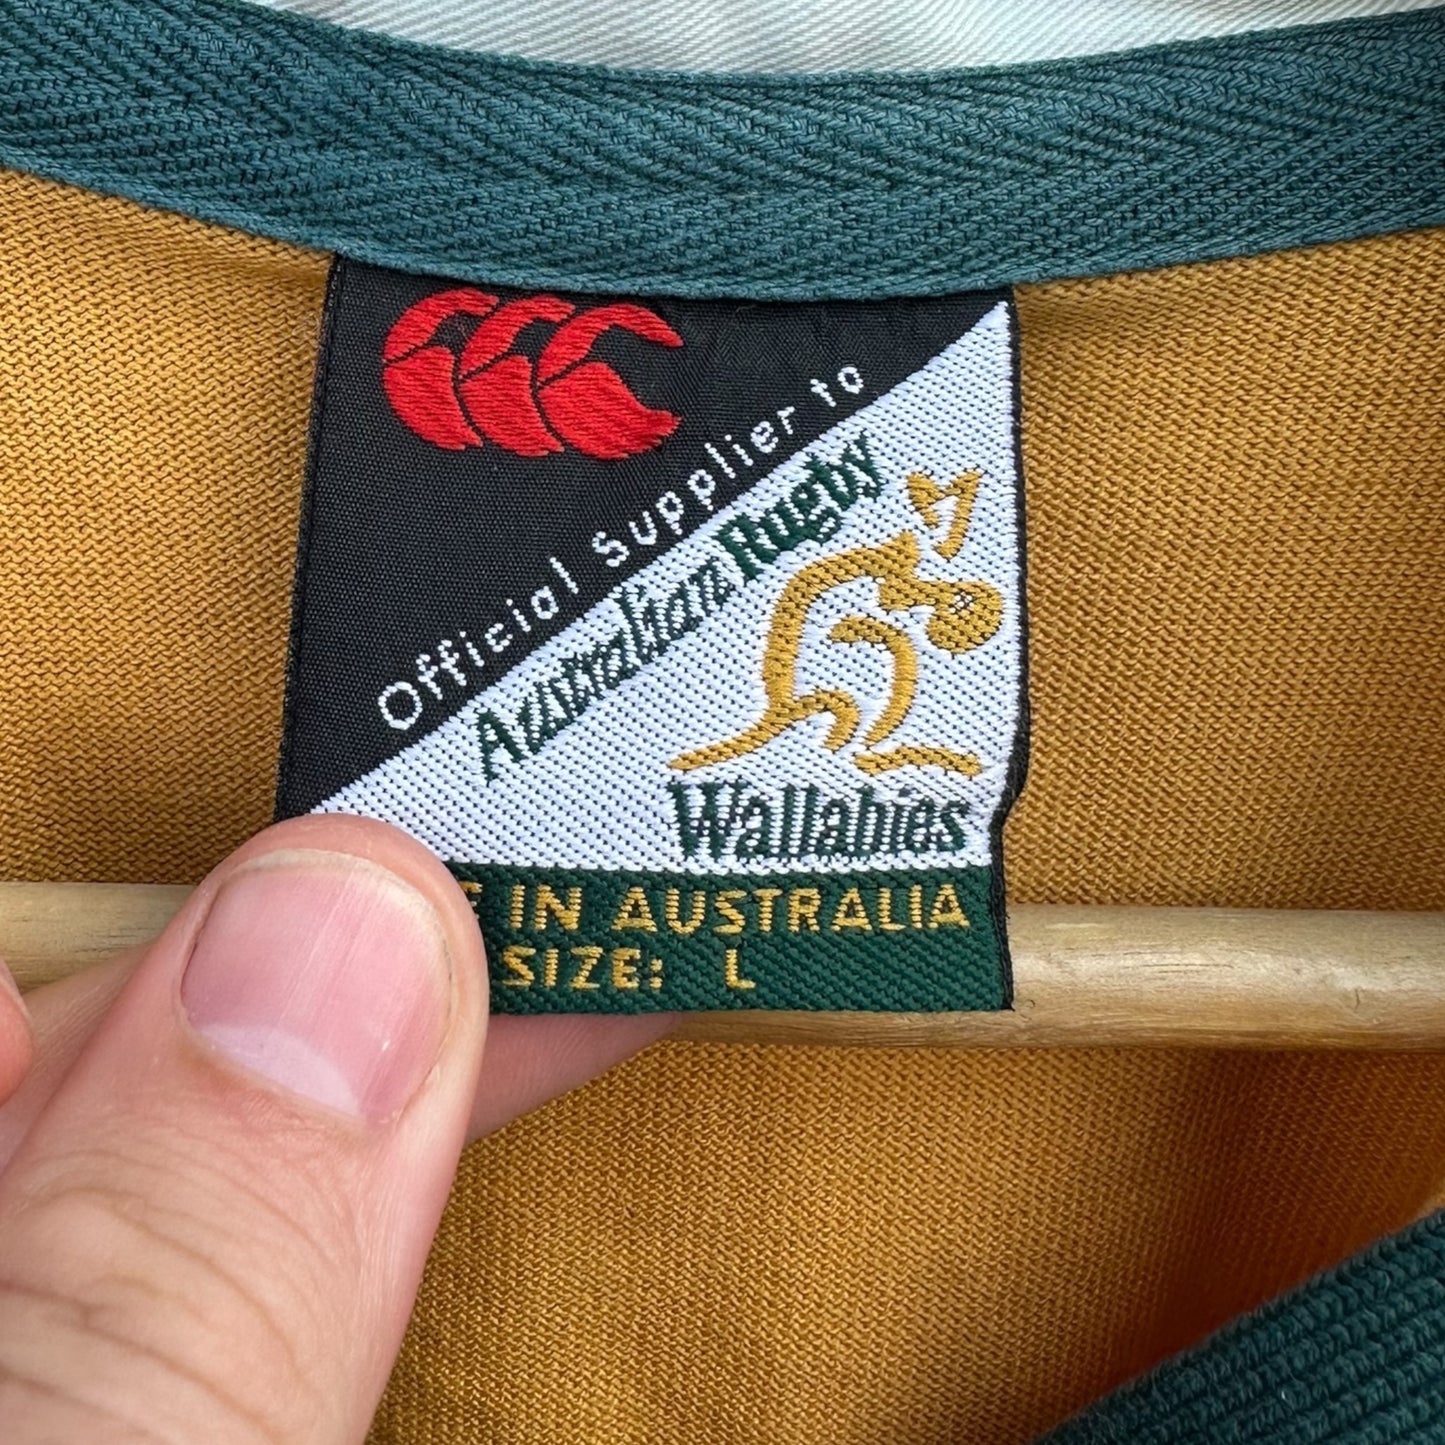 Official Supplier to
Australian Rugby
Wallabies
E IN AUSTRALIA
SIZE: L